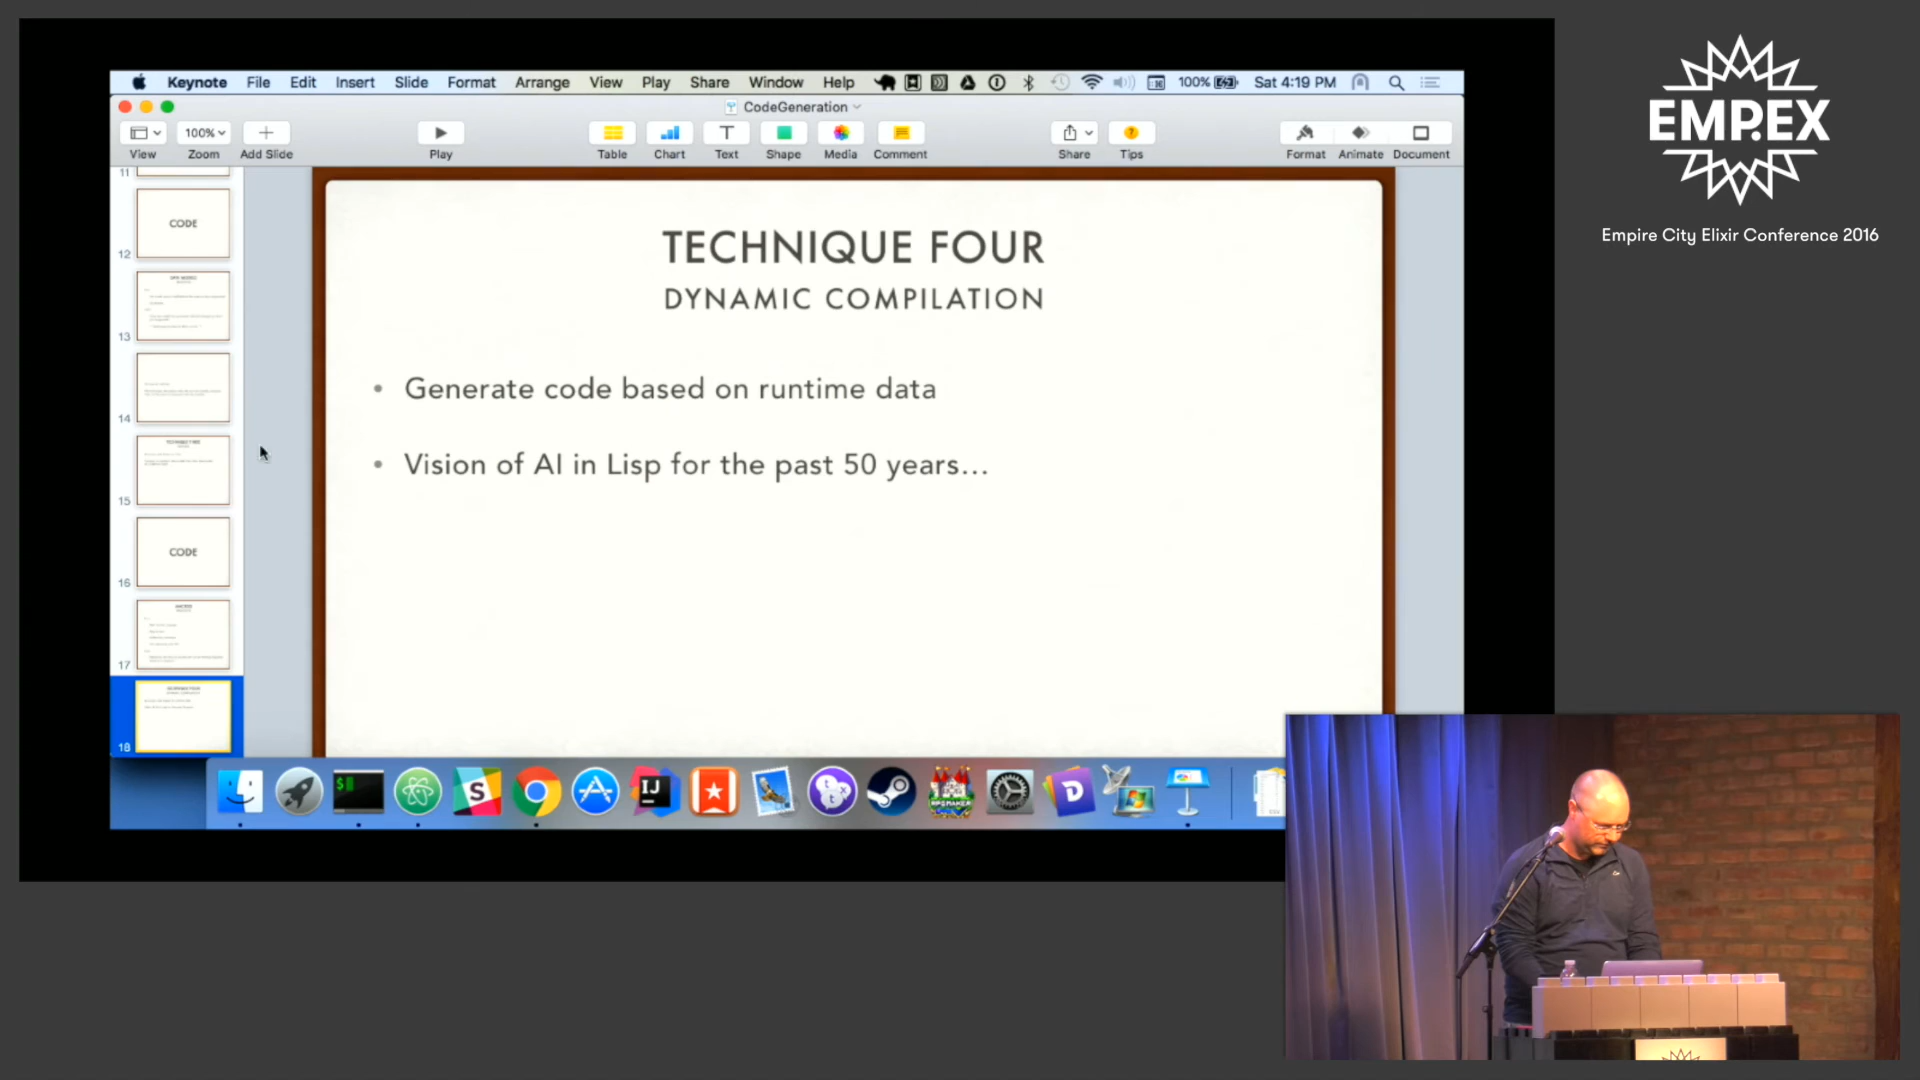 Keynote File Edit Insert Slide Format Arrange View Play Share Window Help 100% Sat 4:19 PM
CodeGeneration
100%
View Zoom Add Slide Play Table Chart Text Shape Media Comment Share Tips Format Animate Document
11
CODE
12
13
14
15
CODE
16
17
18
TECHNIQUE FOUR
DYNAMIC COMPILATION
• Generate code based on runtime data
• Vision of AI in Lisp for the past 50 years...
EMPEX
Empire City Elixir Conference 2016